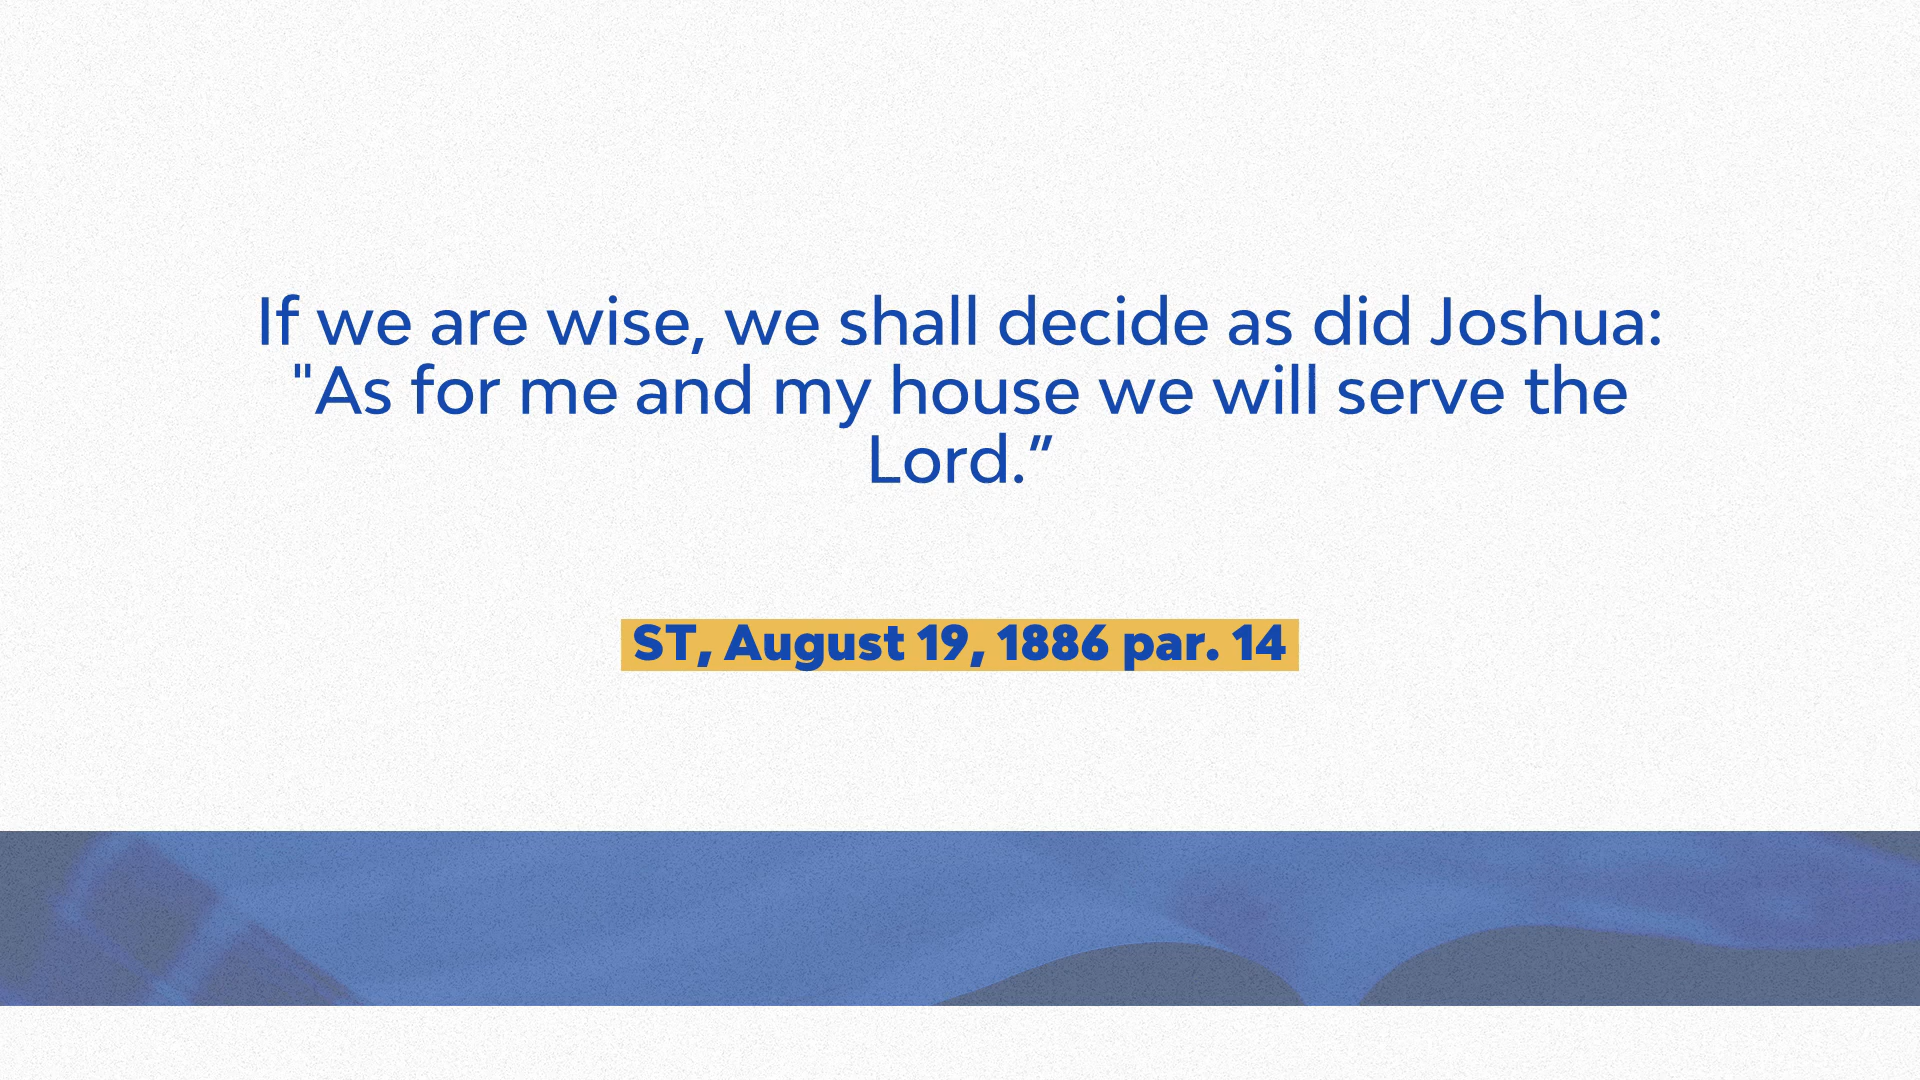 If we are wise, we shall decide as did Joshua:
"As for me and my house we will serve the
Lord.”
ST, August 19, 1886 par. 14